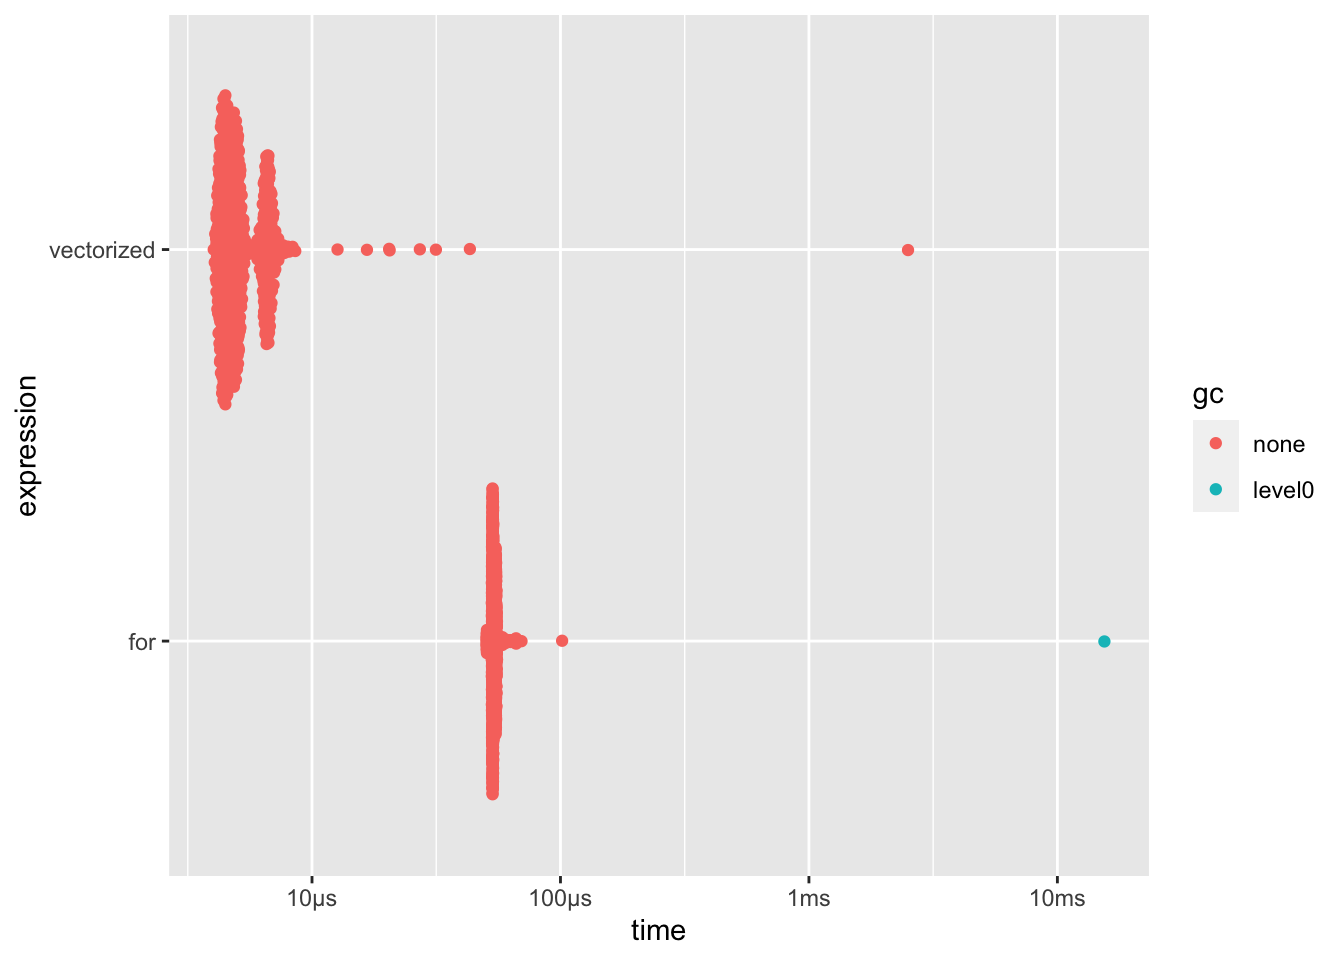 expression
vectorized
for
10µs
100µs
1ms
10ms
time
gc
none
level0